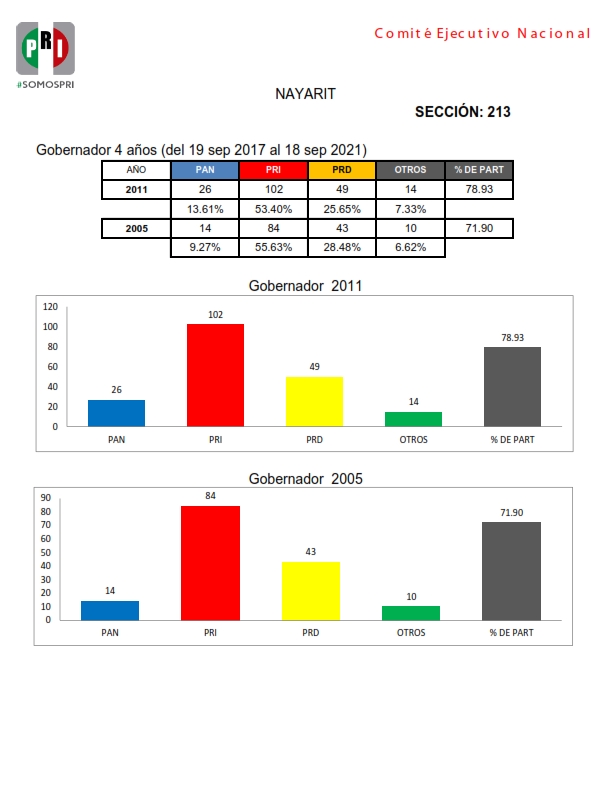 Comité Ejecutivo Nacional
PRI
#SOMOSPRI
NAYARIT
SECCIÓN: 213
Gobernador 4 años (del 19 sep 2017 al 18 sep 2021)
AÑO PAN PRI PRD OTROS % DE PART
2011 26 102 49 14 78.93
13.61% 53.40% 25.65% 7.33%
2005 14 84 43 10 71.90
9.27% 55.63% 28.48% 6.62%
Gobernador 2011
120
100
80
60
40
20
0
26 102 49 14 78.93
PAN PRI PRD OTROS % DE PART
Gobernador 2005
90
80
70
60
50
40
30
20
10
0
14 84 43 10 71.90
PAN PRI PRD OTROS % DE PART